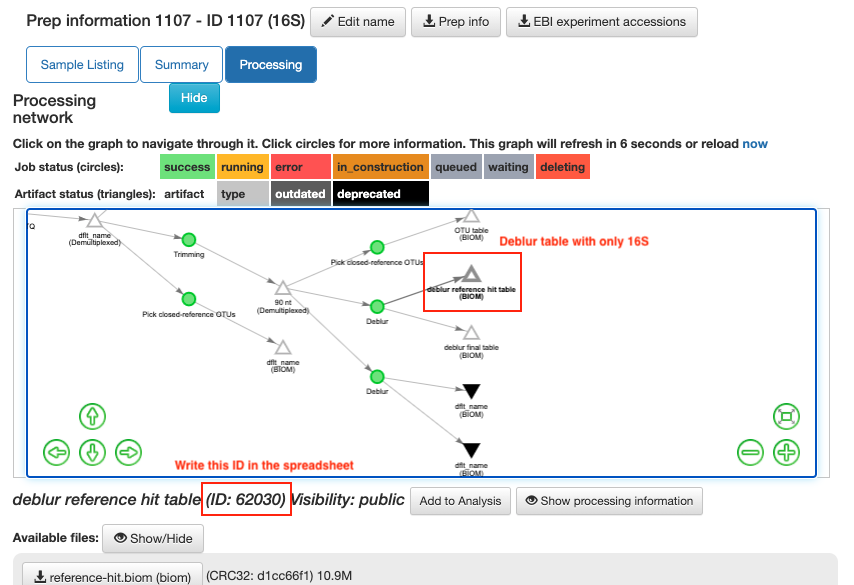 Prep information 1107 - ID 1107 (16S) Edit name Prep info EBI experiment accessions
Sample Listing Summary Processing
Processing network Hide
Click on the graph to navigate through it. Click circles for more information. This graph will refresh in 6 seconds or reload now
Job status (circles): success running error in_construction queued waiting deleting
Artifact status (triangles): artifact type outdated deprecated
TQ
dflt_name
(Demultiplexed)
Trimming
Pick closed-reference OTUs
OTU table
(BIOM)
Deblur table with only 16S
Pick closed-reference OTUs
deblur reference hit table
(BIOM)
90 nt
(Demultiplexed)
Deblur
dflt_name
(BIOM)
deblur final table
(BIOM)
Deblur
dflt_name
(BIOM)
dflt_name
(BIOM)
Write this ID in the spreadsheet
deblur reference hit table (ID: 62030) Visibility: public Add to Analysis Show processing information
Available files: Show/Hide
reference-hit.biom (biom) (CRC32: d1cc66f1) 10.9M